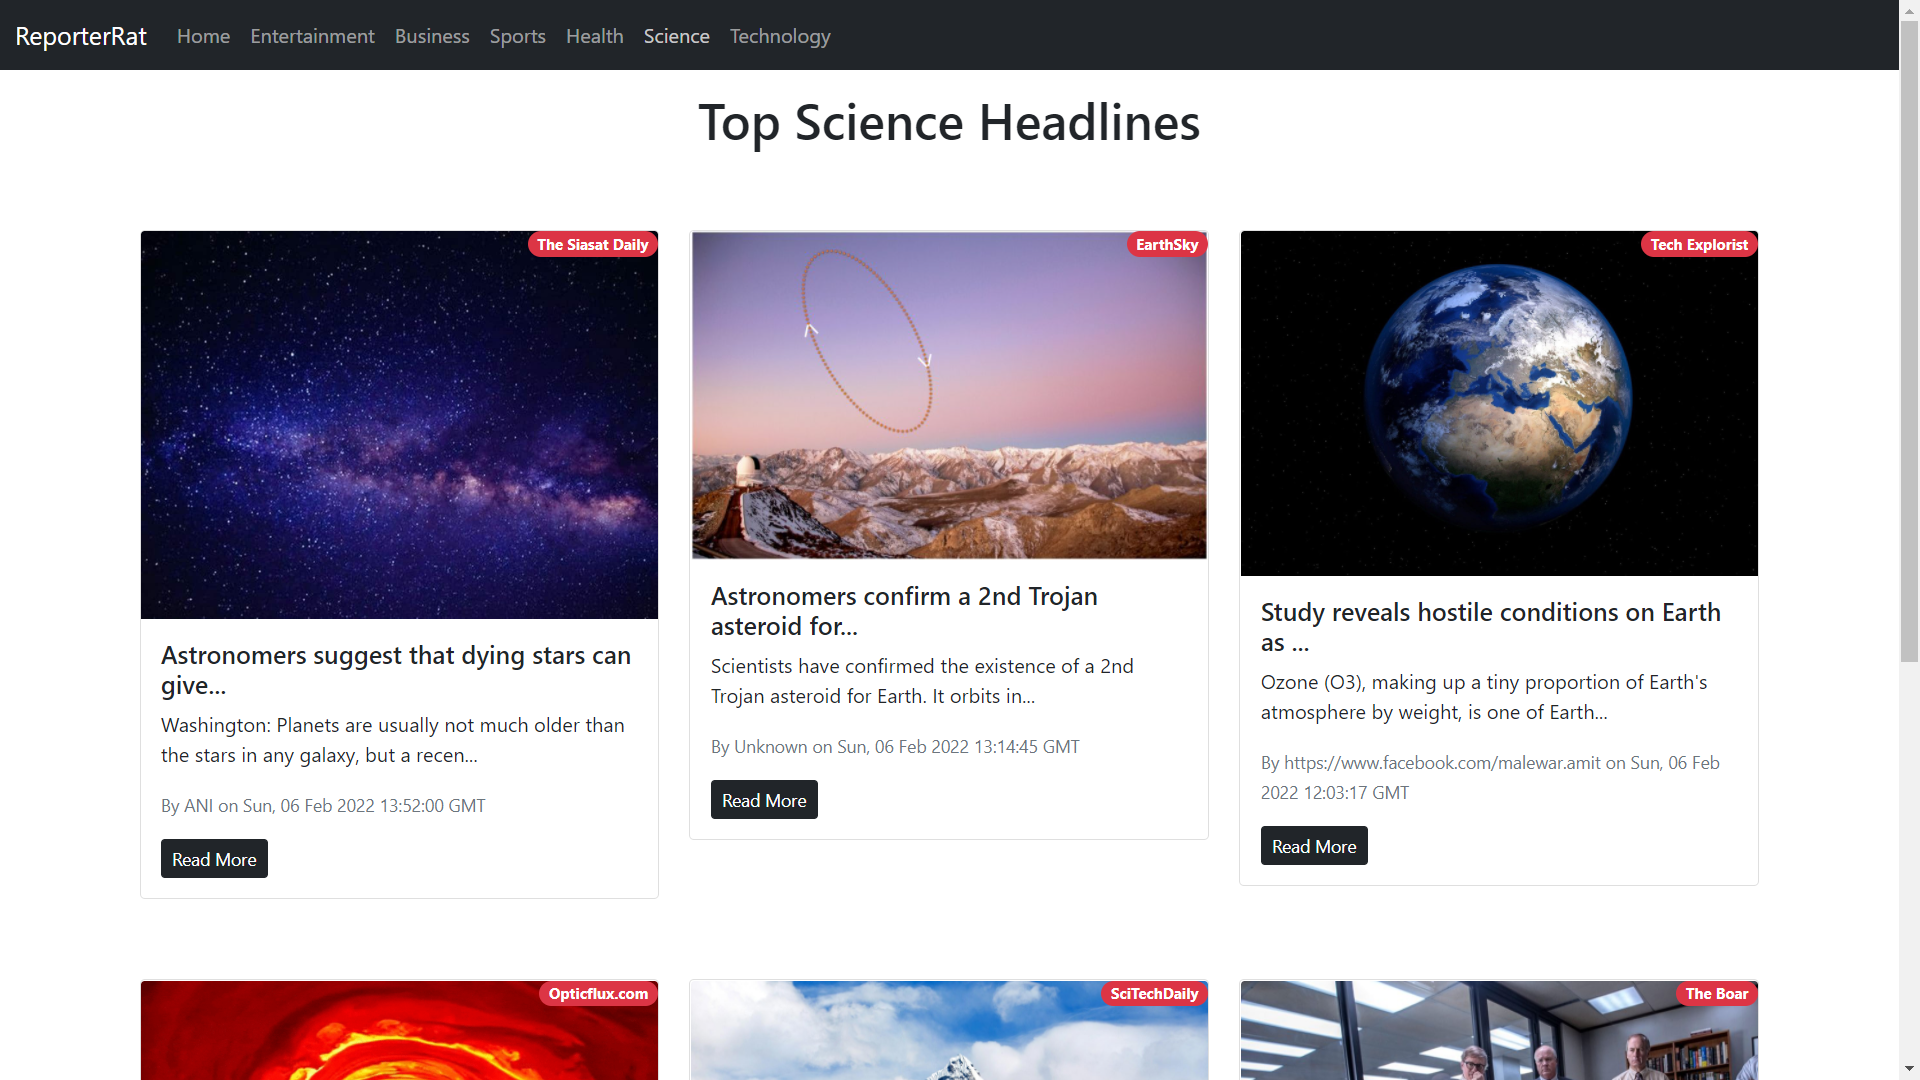 ReporterRat Home Entertainment Business Sports Health Science Technology
Top Science Headlines
The Siasat Daily
Astronomers suggest that dying stars can
give...
Washington: Planets are usually not much older than
the stars in any galaxy, but a recen...
By ANI on Sun, 06 Feb 2022 13:52:00 GMT
Read More
EarthSky
Astronomers confirm a 2nd Trojan
asteroid for...
Scientists have confirmed the existence of a 2nd
Trojan asteroid for Earth. It orbits in...
By Unknown on Sun, 06 Feb 2022 13:14:45 GMT
Read More
Tech Explorist
Study reveals hostile conditions on Earth
as ...
Ozone (O3), making up a tiny proportion of Earth's
atmosphere by weight, is one of Earth...
By https://www.facebook.com/malewar.amit on Sun, 06 Feb
2022 12:03:17 GMT
Read More
Opticflux.com
SciTechDaily
The Boar